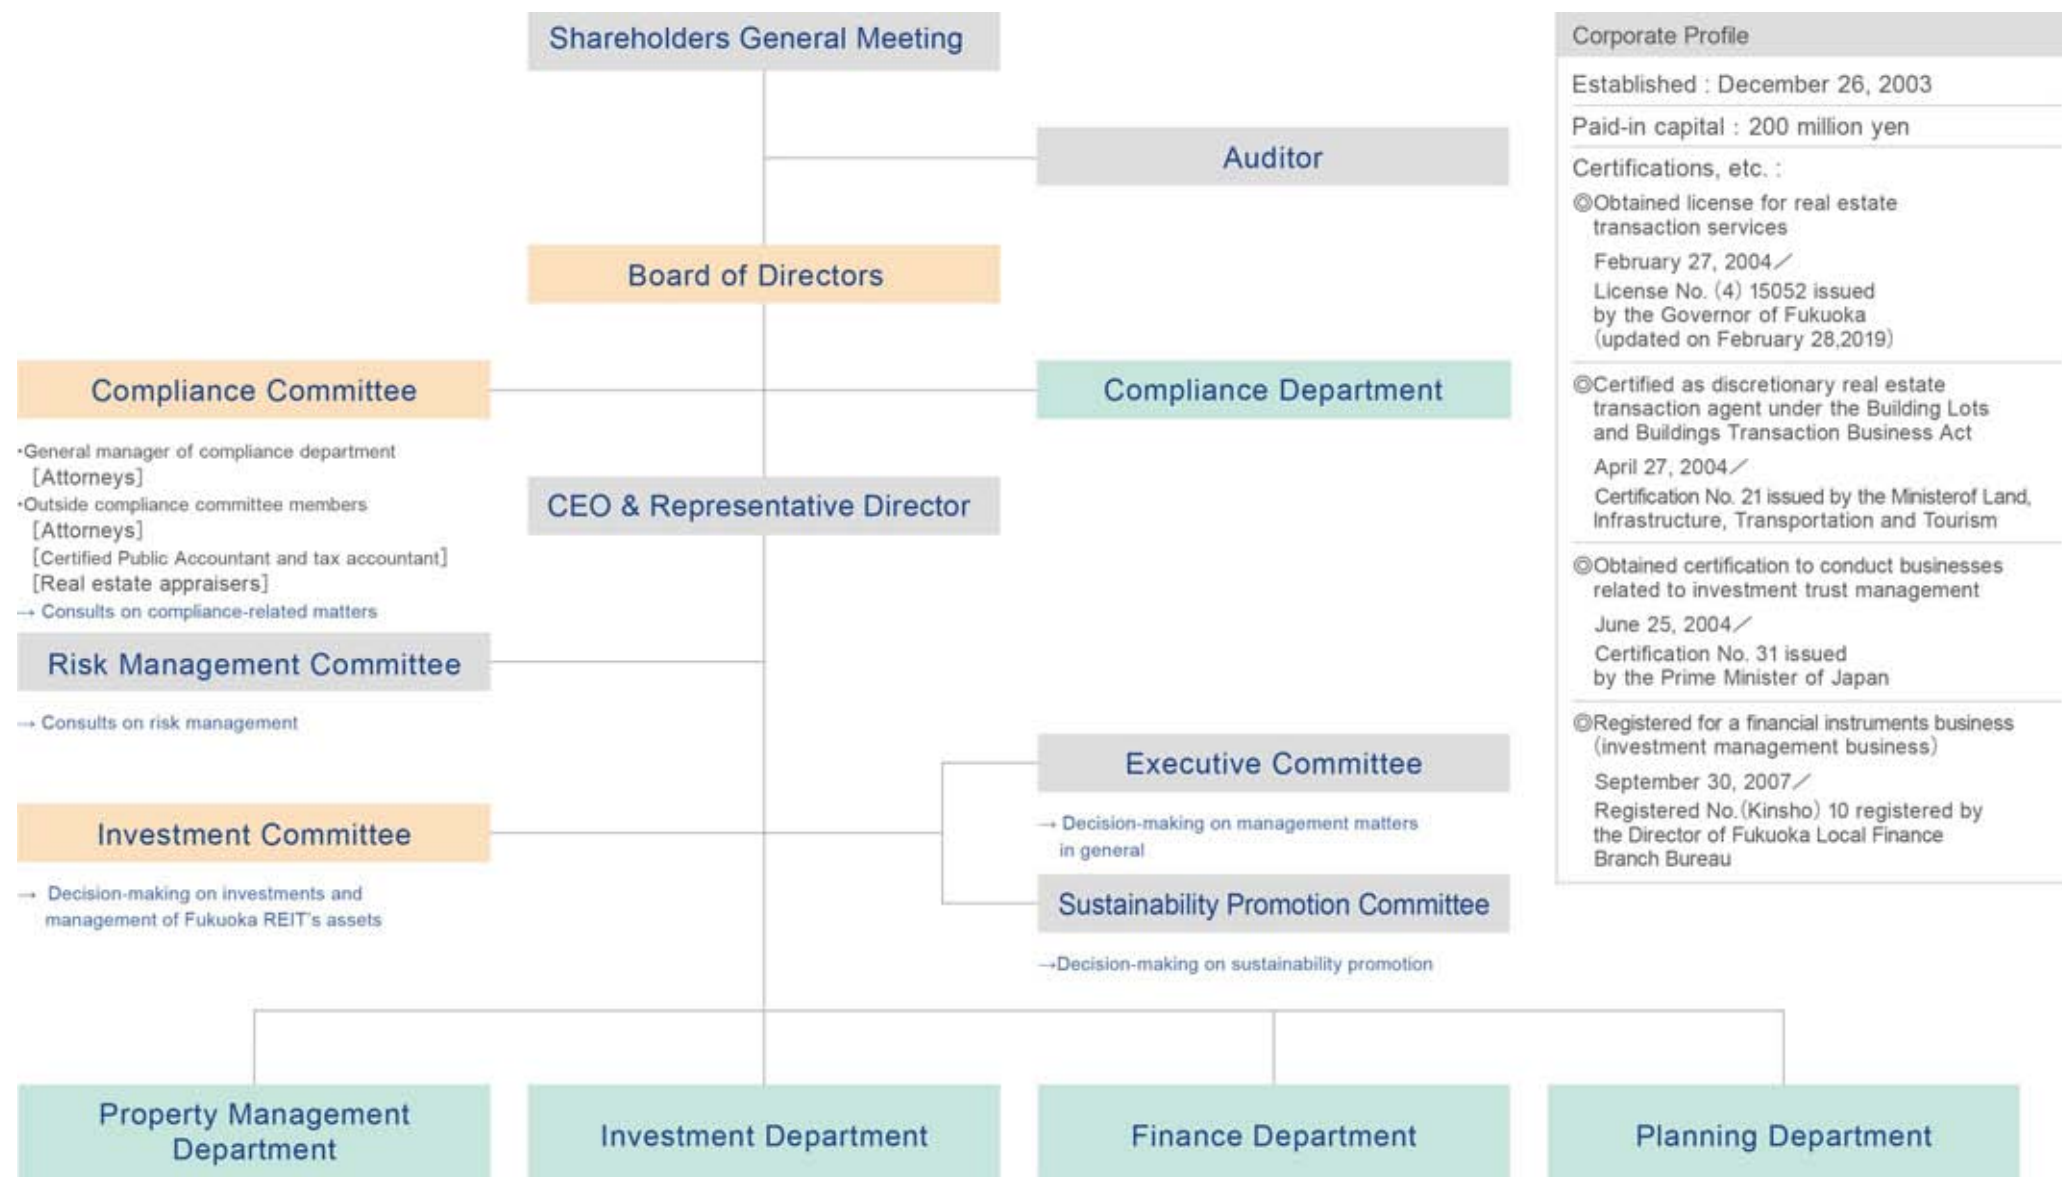 Shareholders General Meeting
Auditor
Board of Directors
Compliance Committee
Compliance Department
・General manager of compliance department
[Attorneys]
・Outside compliance committee members
[Attorneys]
[Certified Public Accountant and tax accountant]
[Real estate appraisers]
→ Consults on compliance-related matters
CEO & Representative Director
Risk Management Committee
→ Consults on risk management
Executive Committee
→ Decision-making on management matters
in general
Investment Committee
→ Decision-making on investments and
management of Fukuoka REIT's assets
Sustainability Promotion Committee
→Decision-making on sustainability promotion
Property Management
Department
Investment Department
Finance Department
Planning Department
Corporate Profile
Established : December 26, 2003
Paid-in capital : 200 million yen
Certifications, etc. :
◎Obtained license for real estate
transaction services
February 27, 2004／
License No. (4) 15052 issued
by the Governor of Fukuoka
(updated on February 28,2019)
◎Certified as discretionary real estate
transaction agent under the Building Lots
and Buildings Transaction Business Act
April 27, 2004／
Certification No. 21 issued by the Ministerof Land,
Infrastructure, Transportation and Tourism
◎Obtained certification to conduct businesses
related to investment trust management
June 25, 2004／
Certification No. 31 issued
by the Prime Minister of Japan
◎Registered for a financial instruments business
(investment management business)
September 30, 2007／
Registered No.(Kinsho) 10 registered by
the Director of Fukuoka Local Finance
Branch Bureau